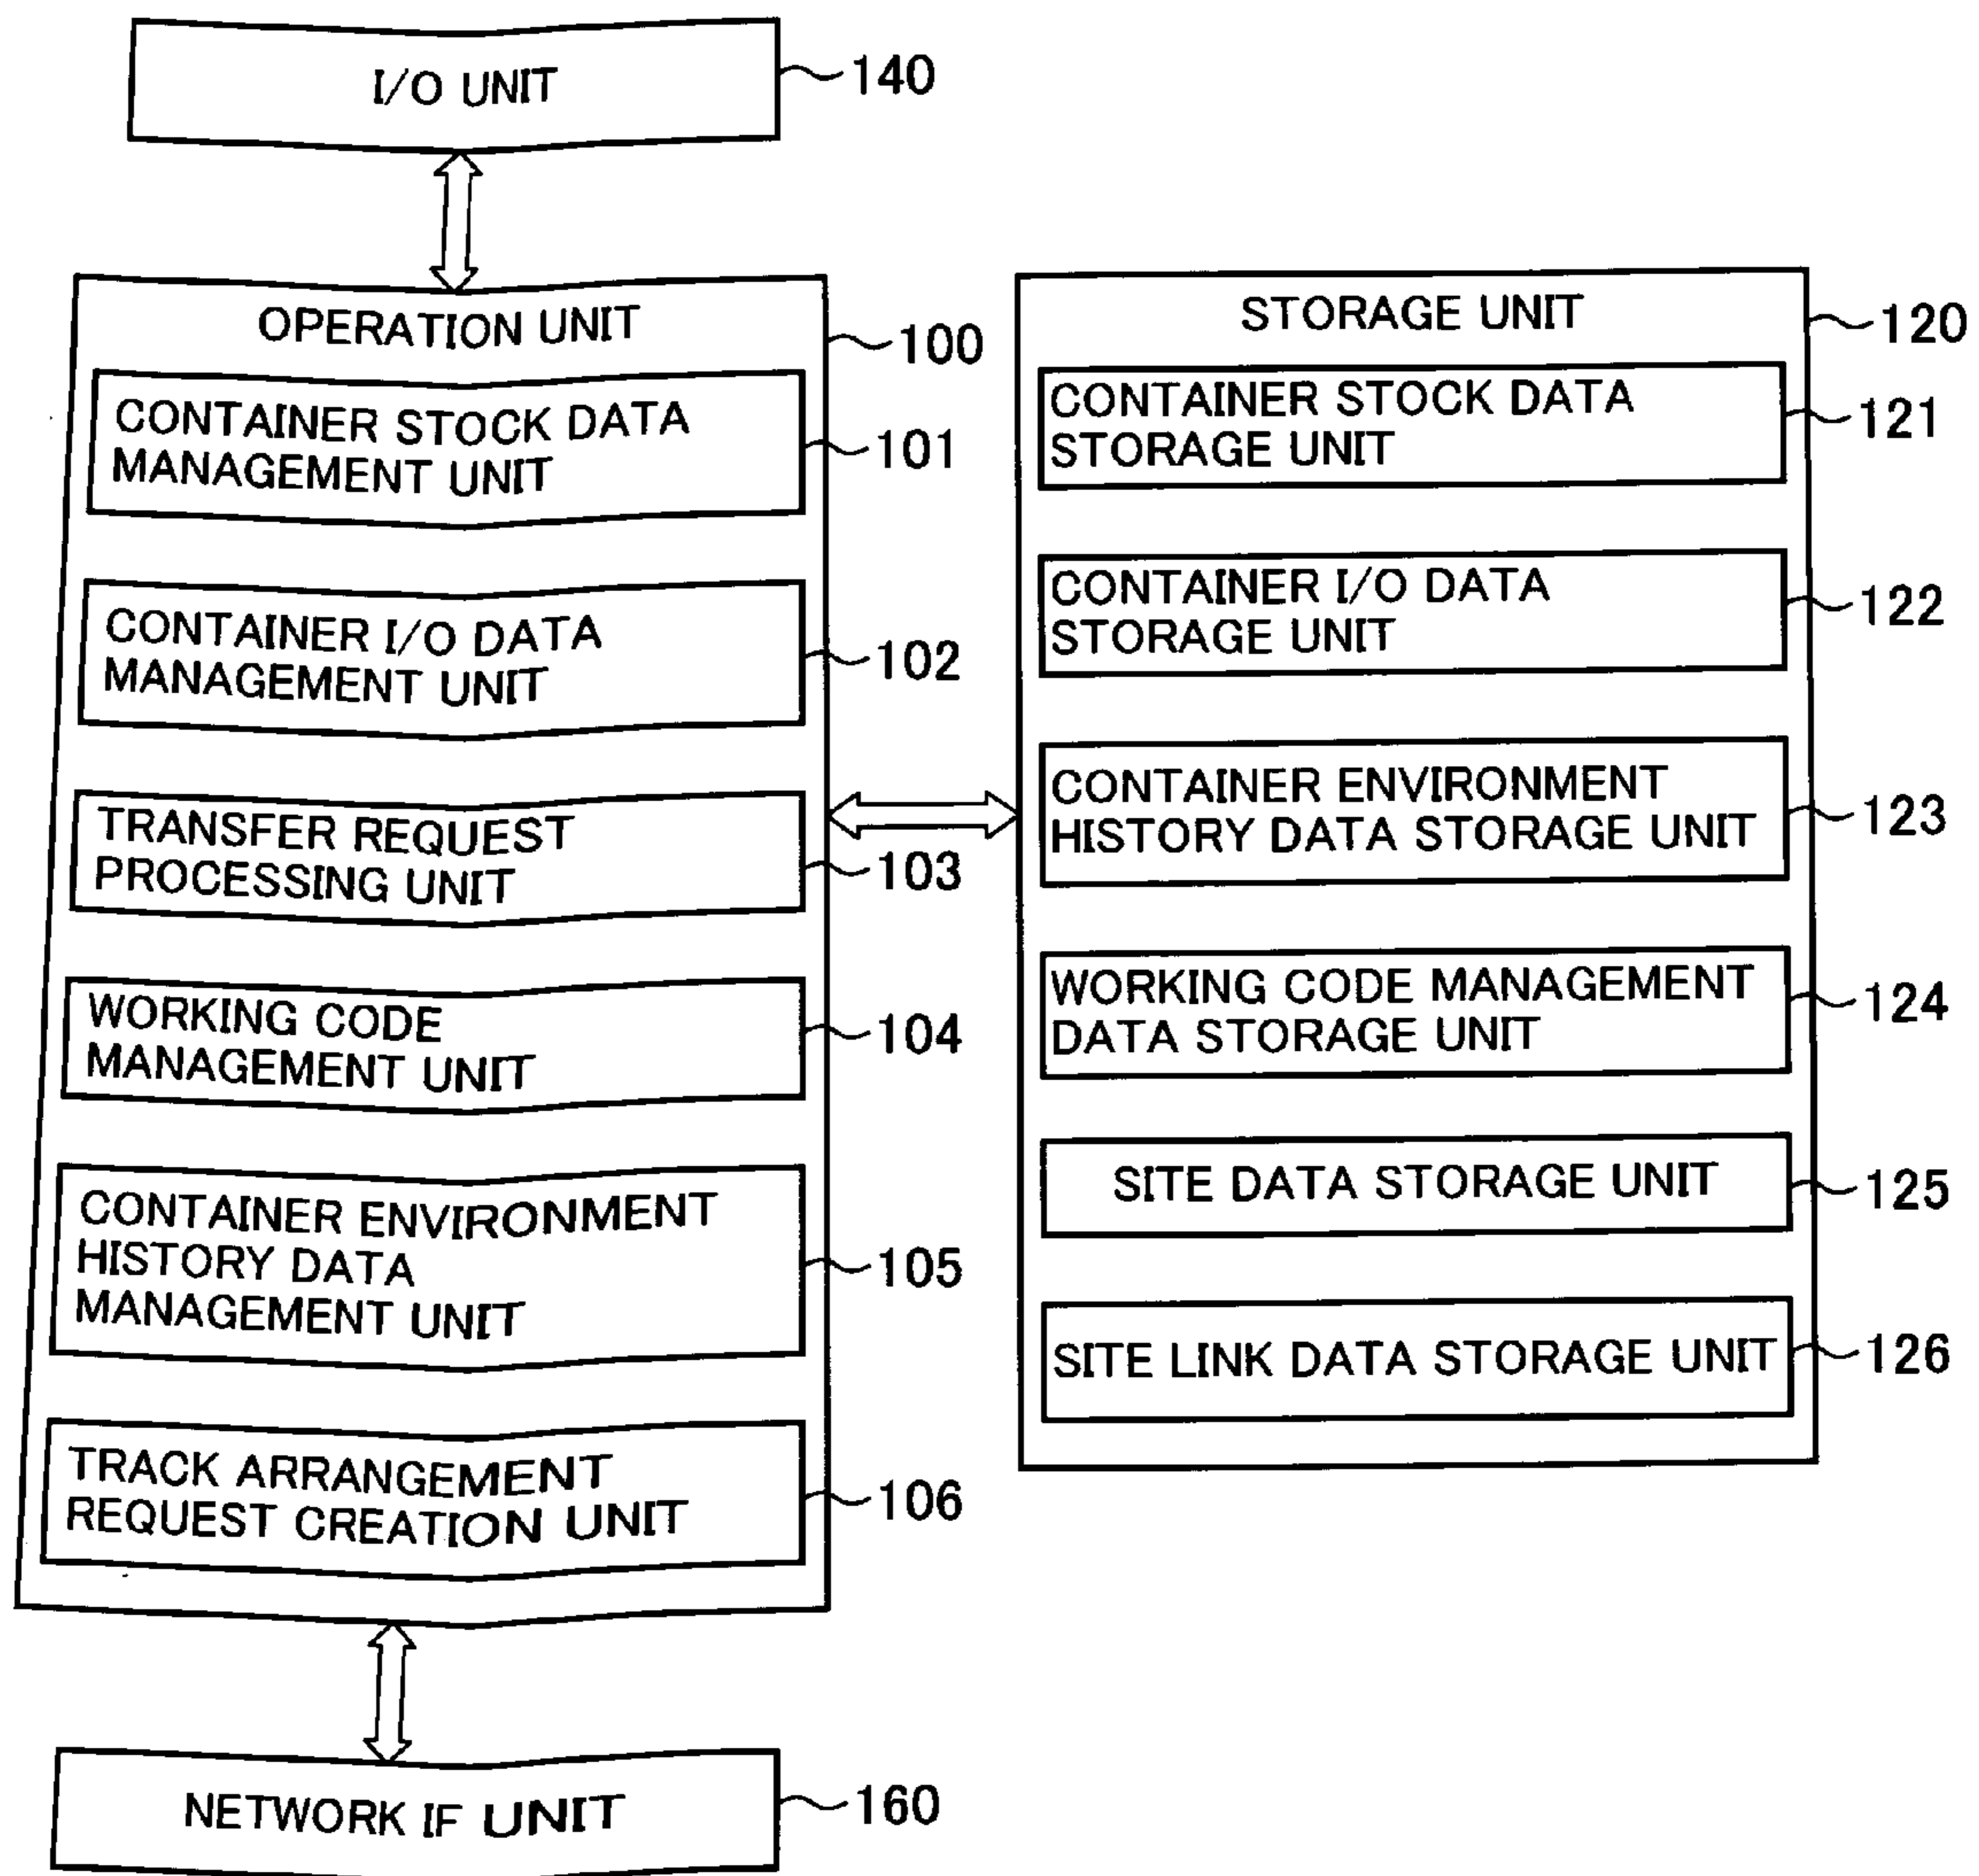 I/O UNIT
140
OPERATION UNIT
100
CONTAINER STOCK DATA
MANAGEMENT UNIT
101
CONTAINER I/O DATA
MANAGEMENT UNIT
102
TRANSFER REQUEST
PROCESSING UNIT
103
WORKING CODE
MANAGEMENT UNIT
104
CONTAINER ENVIRONMENT
HISTORY DATA
MANAGEMENT UNIT
105
TRACK ARRANGEMENT
REQUEST CREATION UNIT
106
STORAGE UNIT
120
CONTAINER STOCK DATA
STORAGE UNIT
121
CONTAINER I/O DATA
STORAGE UNIT
122
CONTAINER ENVIRONMENT
HISTORY DATA STORAGE UNIT
123
WORKING CODE MANAGEMENT
DATA STORAGE UNIT
124
SITE DATA STORAGE UNIT
125
SITE LINK DATA STORAGE UNIT
126
NETWORK IF UNIT
160